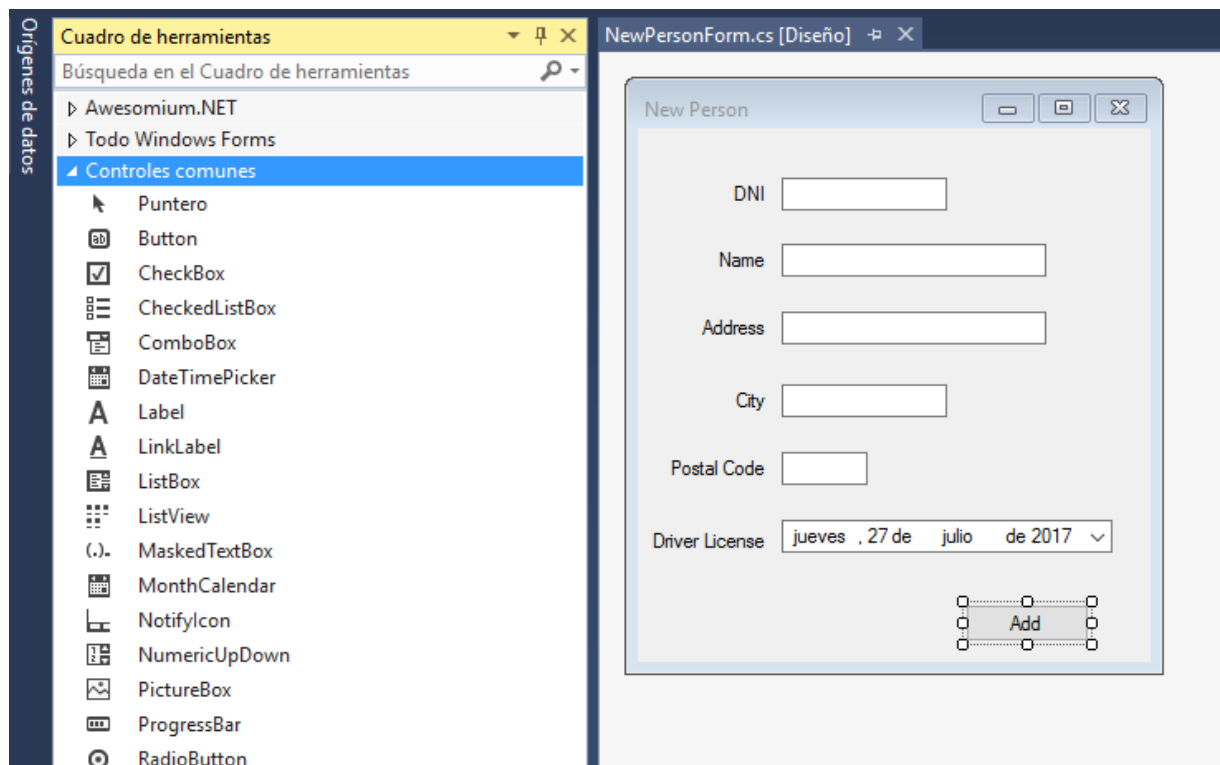 Orígenes de datos
Cuadro de herramientas
Búsqueda en el Cuadro de herramientas
Awesomium.NET
Todo Windows Forms
Controles comunes
Puntero
Button
CheckBox
CheckedListBox
ComboBox
DateTimePicker
Label
LinkLabel
ListBox
ListView
MaskedTextBox
MonthCalendar
NotifyIcon
NumericUpDown
PictureBox
ProgressBar
RadioButton
NewPersonForm.cs [Diseño]
New Person
DNI
Name
Address
City
Postal Code
Driver License jueves , 27 de julio de 2017
Add